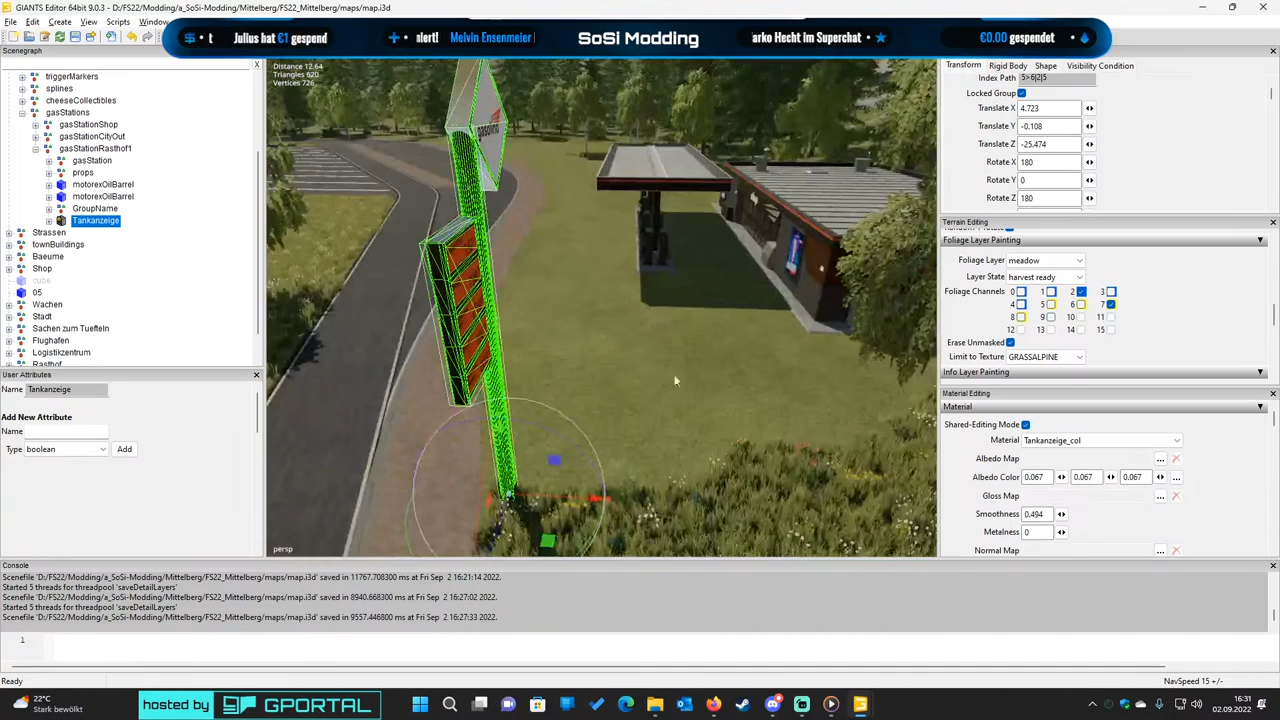 GIANTS Editor 64bit 9.0.3 - D:/FS22/Modding/a_SoSi-Modding/Mittelberg/FS22_Mittelberg/maps/map.i3d
File Edit View Scripts Window
t Julius hat €1 gespend
Melvin Ensenmeier
SoSi Modding
arko Hecht im Superchat
€0.00 gespendet
Scenegraph
X
triggerMarkers
splines
cheeseCollectibles
gasStations
gasStationShop
gasStationCityOut
gasStationRasthof1
gasStation
props
motorexOilBarrel
motorexOilBarrel
GroupName
Tankanzeige
Strassen
townBuildings
Baeume
Shop
cube
05
Wachen
Stadt
Sachen zum Tuefteln
Flughafen
Logistikzentrum
Rasthof
User Attributes
Name Tankanzeige
Add New Attribute
Name
Type boolean Add
Distance 12.64
Triangles 620
Vertices 726
gasolino
persp
Transform Rigid Body Shape Visibility Condition
Index Path 5>6|2|5
Locked Group
Translate X 4.723
Translate Y -0.108
Translate Z -25.474
Rotate X 180
Rotate Y 0
Rotate Z 180
Terrain Editing
Foliage Layer Painting
Foliage Layer meadow
Layer State harvest ready
Foliage Channels 0 1 2 3
4 5 6 7
8 9 10 11
12 13 14 15
Erase Unmasked
Limit to Texture GRASSALPINE
Info Layer Painting
Material Editing
Material
Shared-Editing Mode
Material Tankanzeige_col
Albedo Map ...
Albedo Color 0.067 0.067 0.067 ...
Gloss Map ...
Smoothness 0.494
Metalness 0
Normal Map ...
Console
Scenefile 'D:/FS22/Modding/a_SoSi-Modding/Mittelberg/FS22_Mittelberg/maps/map.i3d' saved in 11767.708300 ms at Fri Sep 2 16:21:14 2022.
Started 5 threads for threadpool 'saveDetailLayers'
Scenefile 'D:/FS22/Modding/a_SoSi-Modding/Mittelberg/FS22_Mittelberg/maps/map.i3d' saved in 8940.668300 ms at Fri Sep 2 16:27:02 2022.
Started 5 threads for threadpool 'saveDetailLayers'
Scenefile 'D:/FS22/Modding/a_SoSi-Modding/Mittelberg/FS22_Mittelberg/maps/map.i3d' saved in 9557.446800 ms at Fri Sep 2 16:27:33 2022.
1
Ready
NavSpeed 15 +/-
22°C
Stark bewölkt
hosted by GPORTAL
16:31
02.09.2022